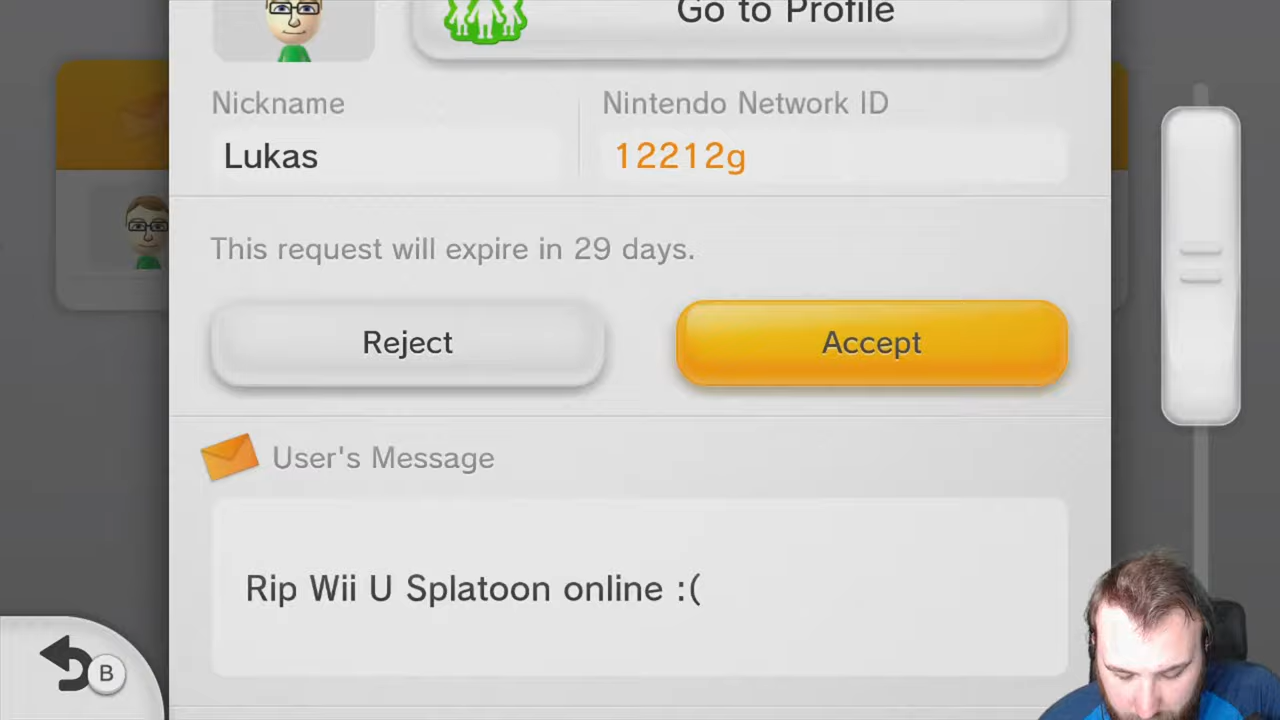 Go to Profile
Nickname
Nintendo Network ID
Lukas
12212g
This request will expire in 29 days.
Reject
Accept
User's Message
Rip Wii U Splatoon online :(
B